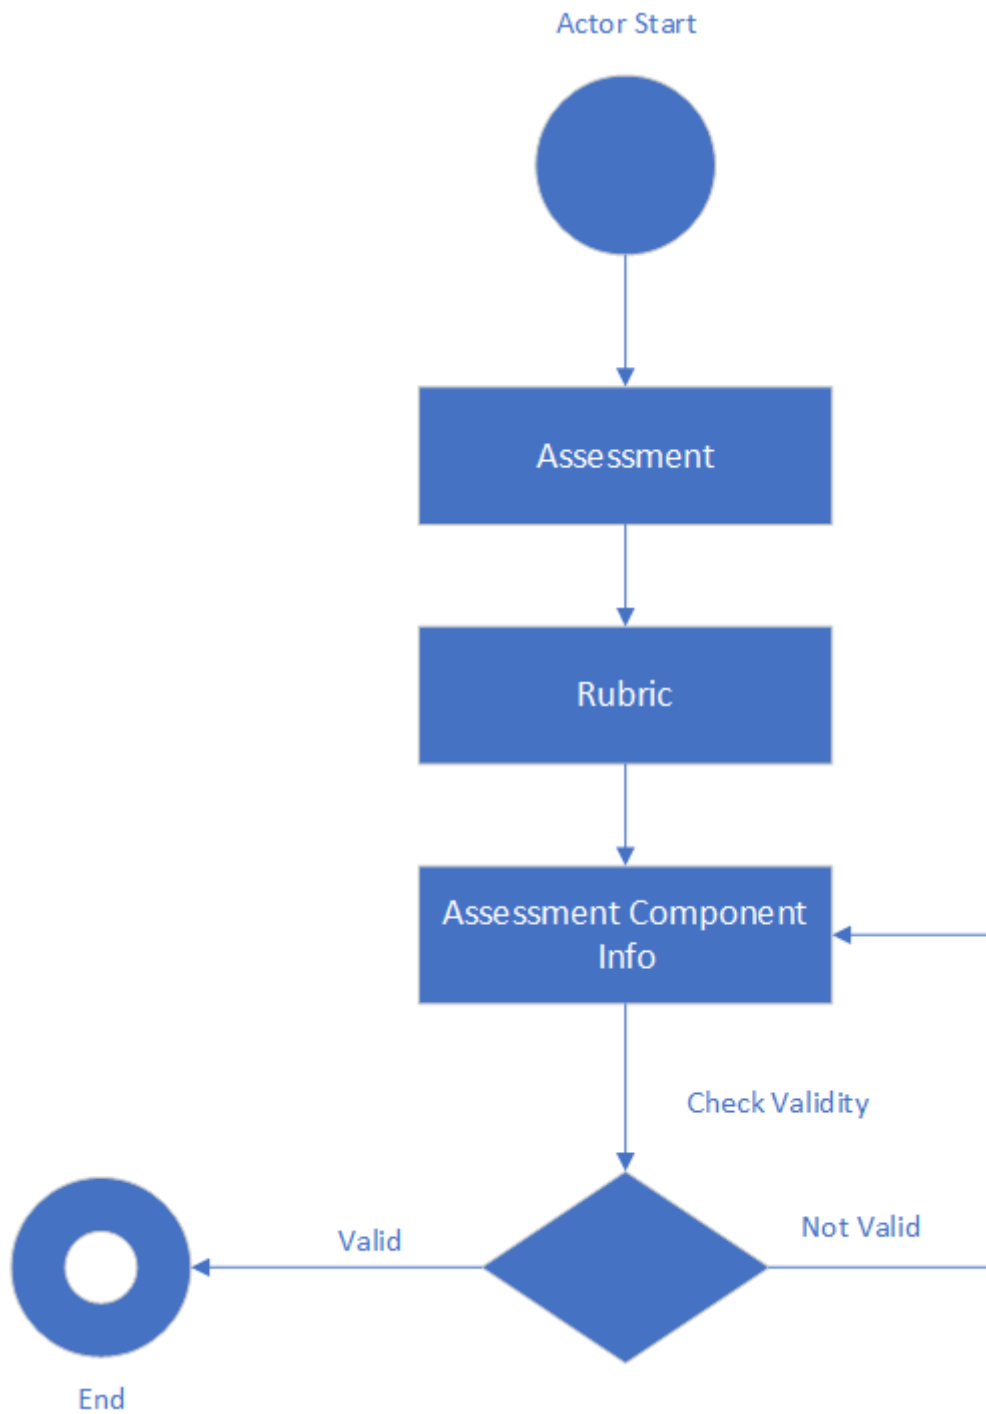 Actor Start
Assessment
Rubric
Assessment Component
Info
Check Validity
Valid
Not Valid
End